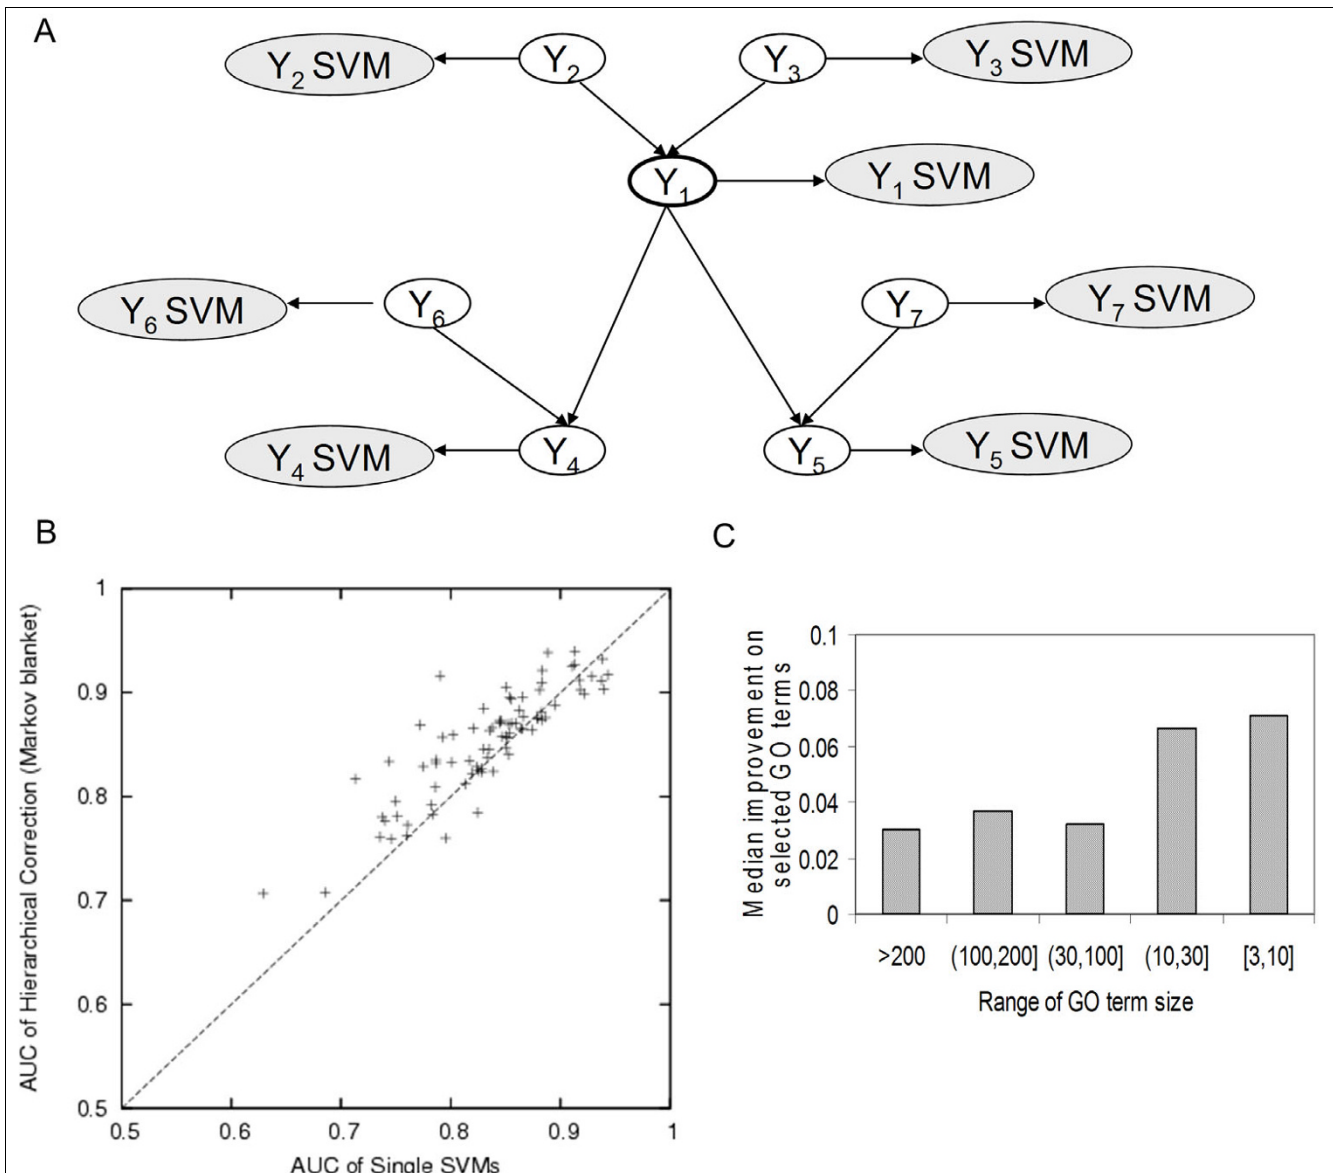 A
Y2 SVM
Y2
Y3
Y3 SVM
Y1
Y1 SVM
Y6 SVM
Y6
Y7
Y7 SVM
Y4 SVM
Y4
Y5
Y5 SVM
B
AUC of Hierarchical Correction (Markov blanket)
1
0.9
0.8
0.7
0.6
0.5
0.5 0.6 0.7 0.8 0.9 1
AUC of Single SVMs
C
Median improvement on
selected GO terms
0.1
0.08
0.06
0.04
0.02
0
>200 (100,200] (30,100] (10,30] [3,10]
Range of GO term size